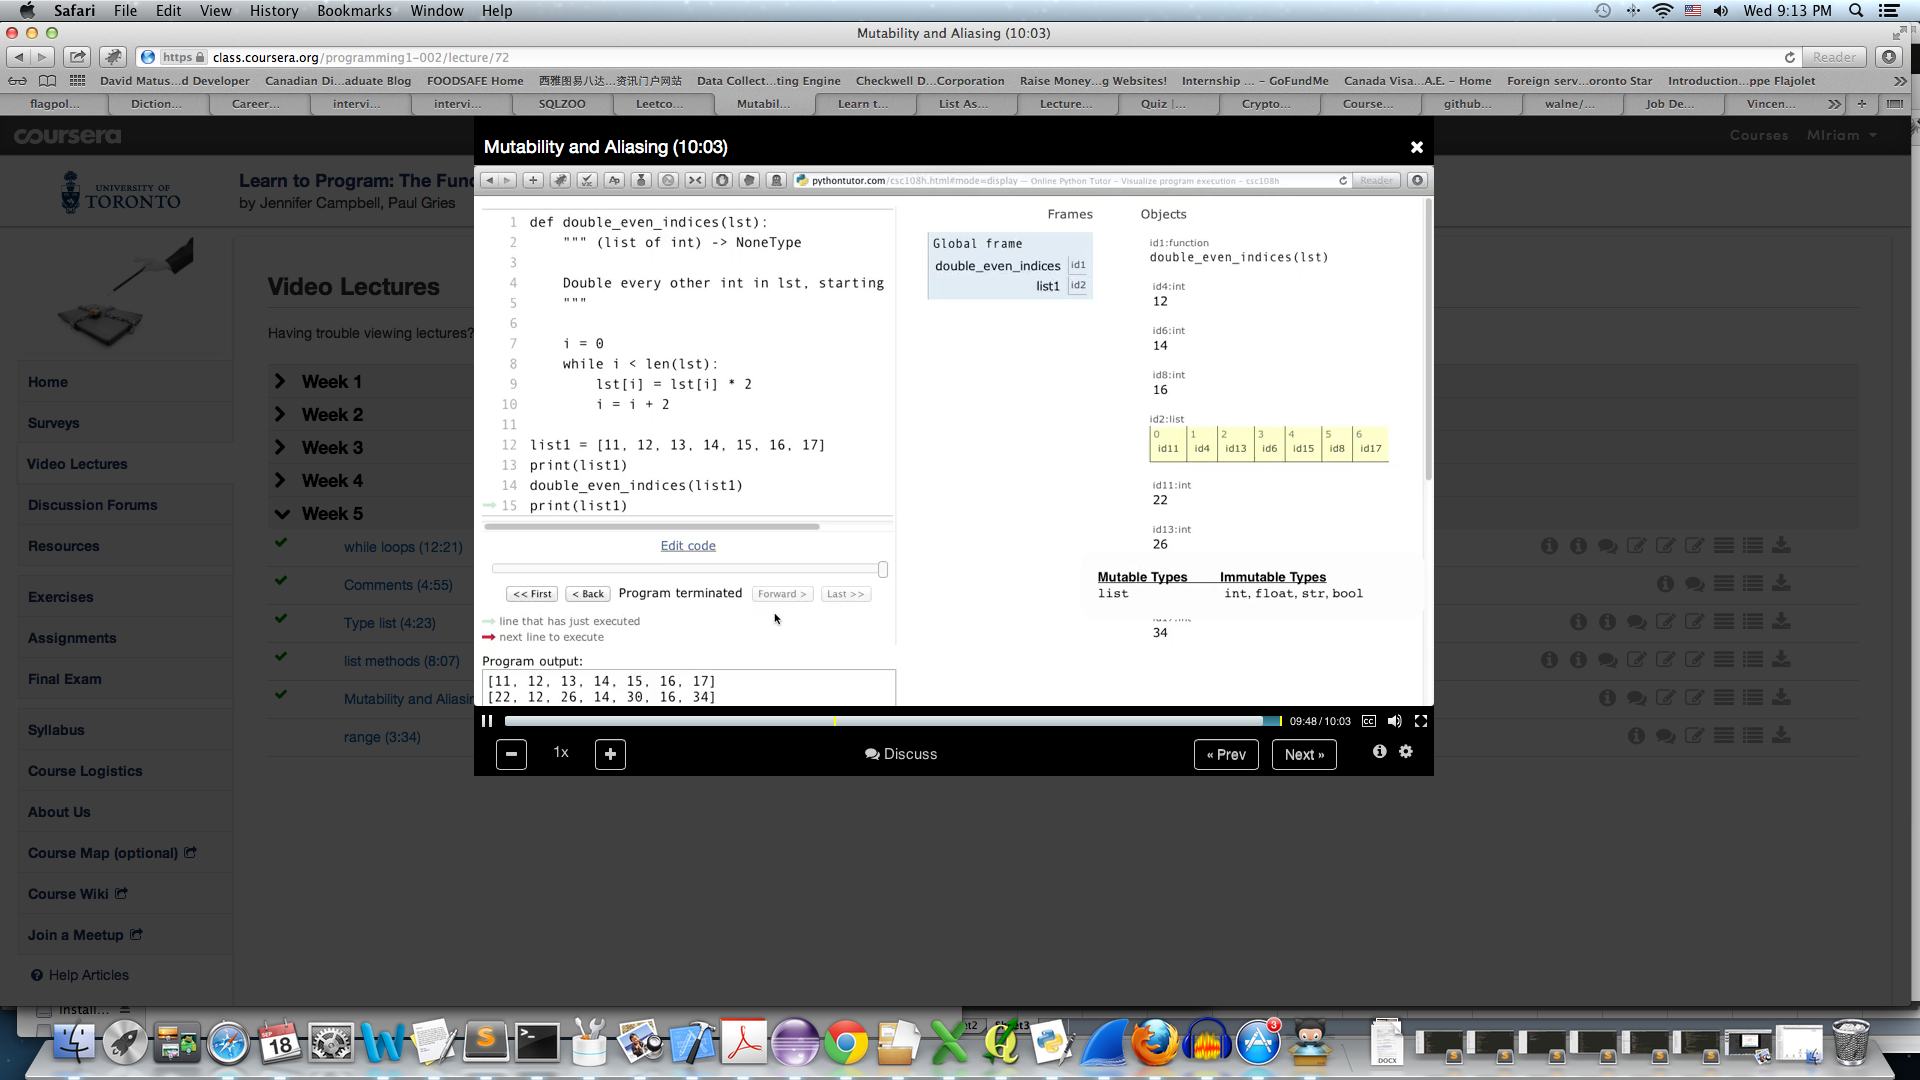 Safari File Edit View History Bookmarks Window Help Wed 9:13 PM
Mutability and Aliasing (10:03)
https class.coursera.org/programming1-002/lecture/72 Reader
David Matus...d Developer Canadian Di...aduate Blog FOODSAFE Home 西雅图易八达...资讯门户网站 Data Collect...ting Engine Checkwell D...Corporation Raise Money...g Websites! Internship ... - GoFundMe Canada Visa...A.E. - Home Foreign serv...oronto Star Introduction...ppe Flajolet
flagpol... Diction... Career... intervi... intervi... SQLZOO Leetco... Mutabil... Learn t... List As... Lecture... Quiz |... Crypto... Course... github... walne/... Job De... Vincen...
coursera Courses MIriam
Mutability and Aliasing (10:03)
UNIVERSITY OF
TORONTO
Learn to Program: The Fund
by Jennifer Campbell, Paul Gries
Video Lectures
Having trouble viewing lectures?
Home
Surveys
Video Lectures
Discussion Forums
Resources
Exercises
Assignments
Final Exam
Syllabus
Course Logistics
About Us
Course Map (optional)
Course Wiki
Join a Meetup
Help Articles
Week 1
Week 2
Week 3
Week 4
Week 5
while loops (12:21)
Comments (4:55)
Type list (4:23)
list methods (8:07)
Mutability and Aliasin
range (3:34)
pythontutor.com/csc108h.html#mode=display — Online Python Tutor - Visualize program execution - csc108h Reader
1 def double_even_indices(lst):
2 """ (list of int) -> NoneType
3
4 Double every other int in lst, starting
5 """
6
7 i = 0
8 while i < len(lst):
9 lst[i] = lst[i] * 2
10 i = i + 2
11
12 list1 = [11, 12, 13, 14, 15, 16, 17]
13 print(list1)
14 double_even_indices(list1)
15 print(list1)
Edit code
<< First < Back Program terminated Forward > Last >>
line that has just executed
next line to execute
Program output:
[11, 12, 13, 14, 15, 16, 17]
[22, 12, 26, 14, 30, 16, 34]
Frames Objects
Global frame
double_even_indices id1
list1 id2
id1:function
double_even_indices(lst)
id4:int
12
id6:int
14
id8:int
16
id2:list
0 1 2 3 4 5 6
id11 id4 id13 id6 id15 id8 id17
id11:int
22
id13:int
26
Mutable Types Immutable Types
list int, float, str, bool
34
09:48 / 10:03 CC
1x Discuss « Prev Next »
Install...
SEP
18
3
DOCX